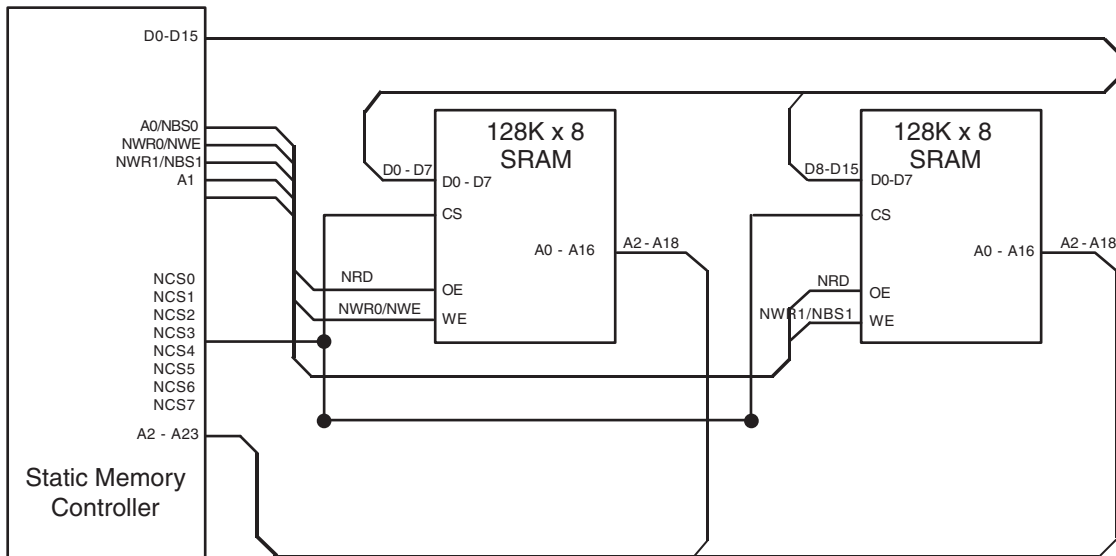 D0-D15
A0/NBS0
NWR0/NWE
NWR1/NBS1
A1
NCS0
NCS1
NCS2
NCS3
NCS4
NCS5
NCS6
NCS7
A2 - A23
Static Memory
Controller
128K x 8
SRAM
D0 - D7
D0 - D7
CS
A0 - A16
A2 - A18
NRD
OE
NWR0/NWE
WE
128K x 8
SRAM
D8-D15
D0-D7
CS
A0 - A16
A2 - A18
NRD
OE
NWR1/NBS1
WE